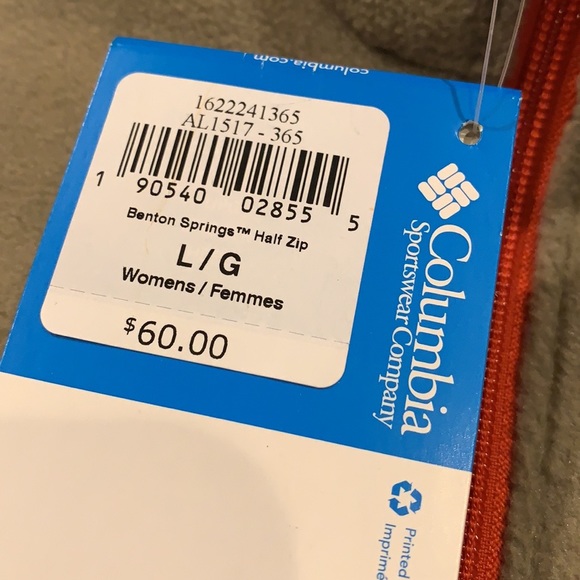 columbia.com
1622241365
AL1517 - 365
1 90540 02855 5
Benton Springs™ Half Zip
L / G
Womens / Femmes
$60.00
Columbia
Sportswear Company
Printed
Imprimé